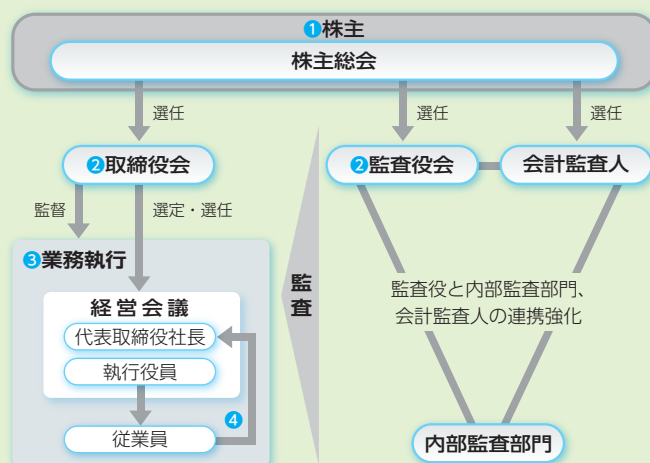 ❶株主
株主総会
選任
選任
選任
❷取締役会
❷監査役会
会計監査人
監督
選定・選任
❸業務執行
監査
経営会議
代表取締役社長
執行役員
❹
従業員
監査役と内部監査部門、
会計監査人の連携強化
内部監査部門